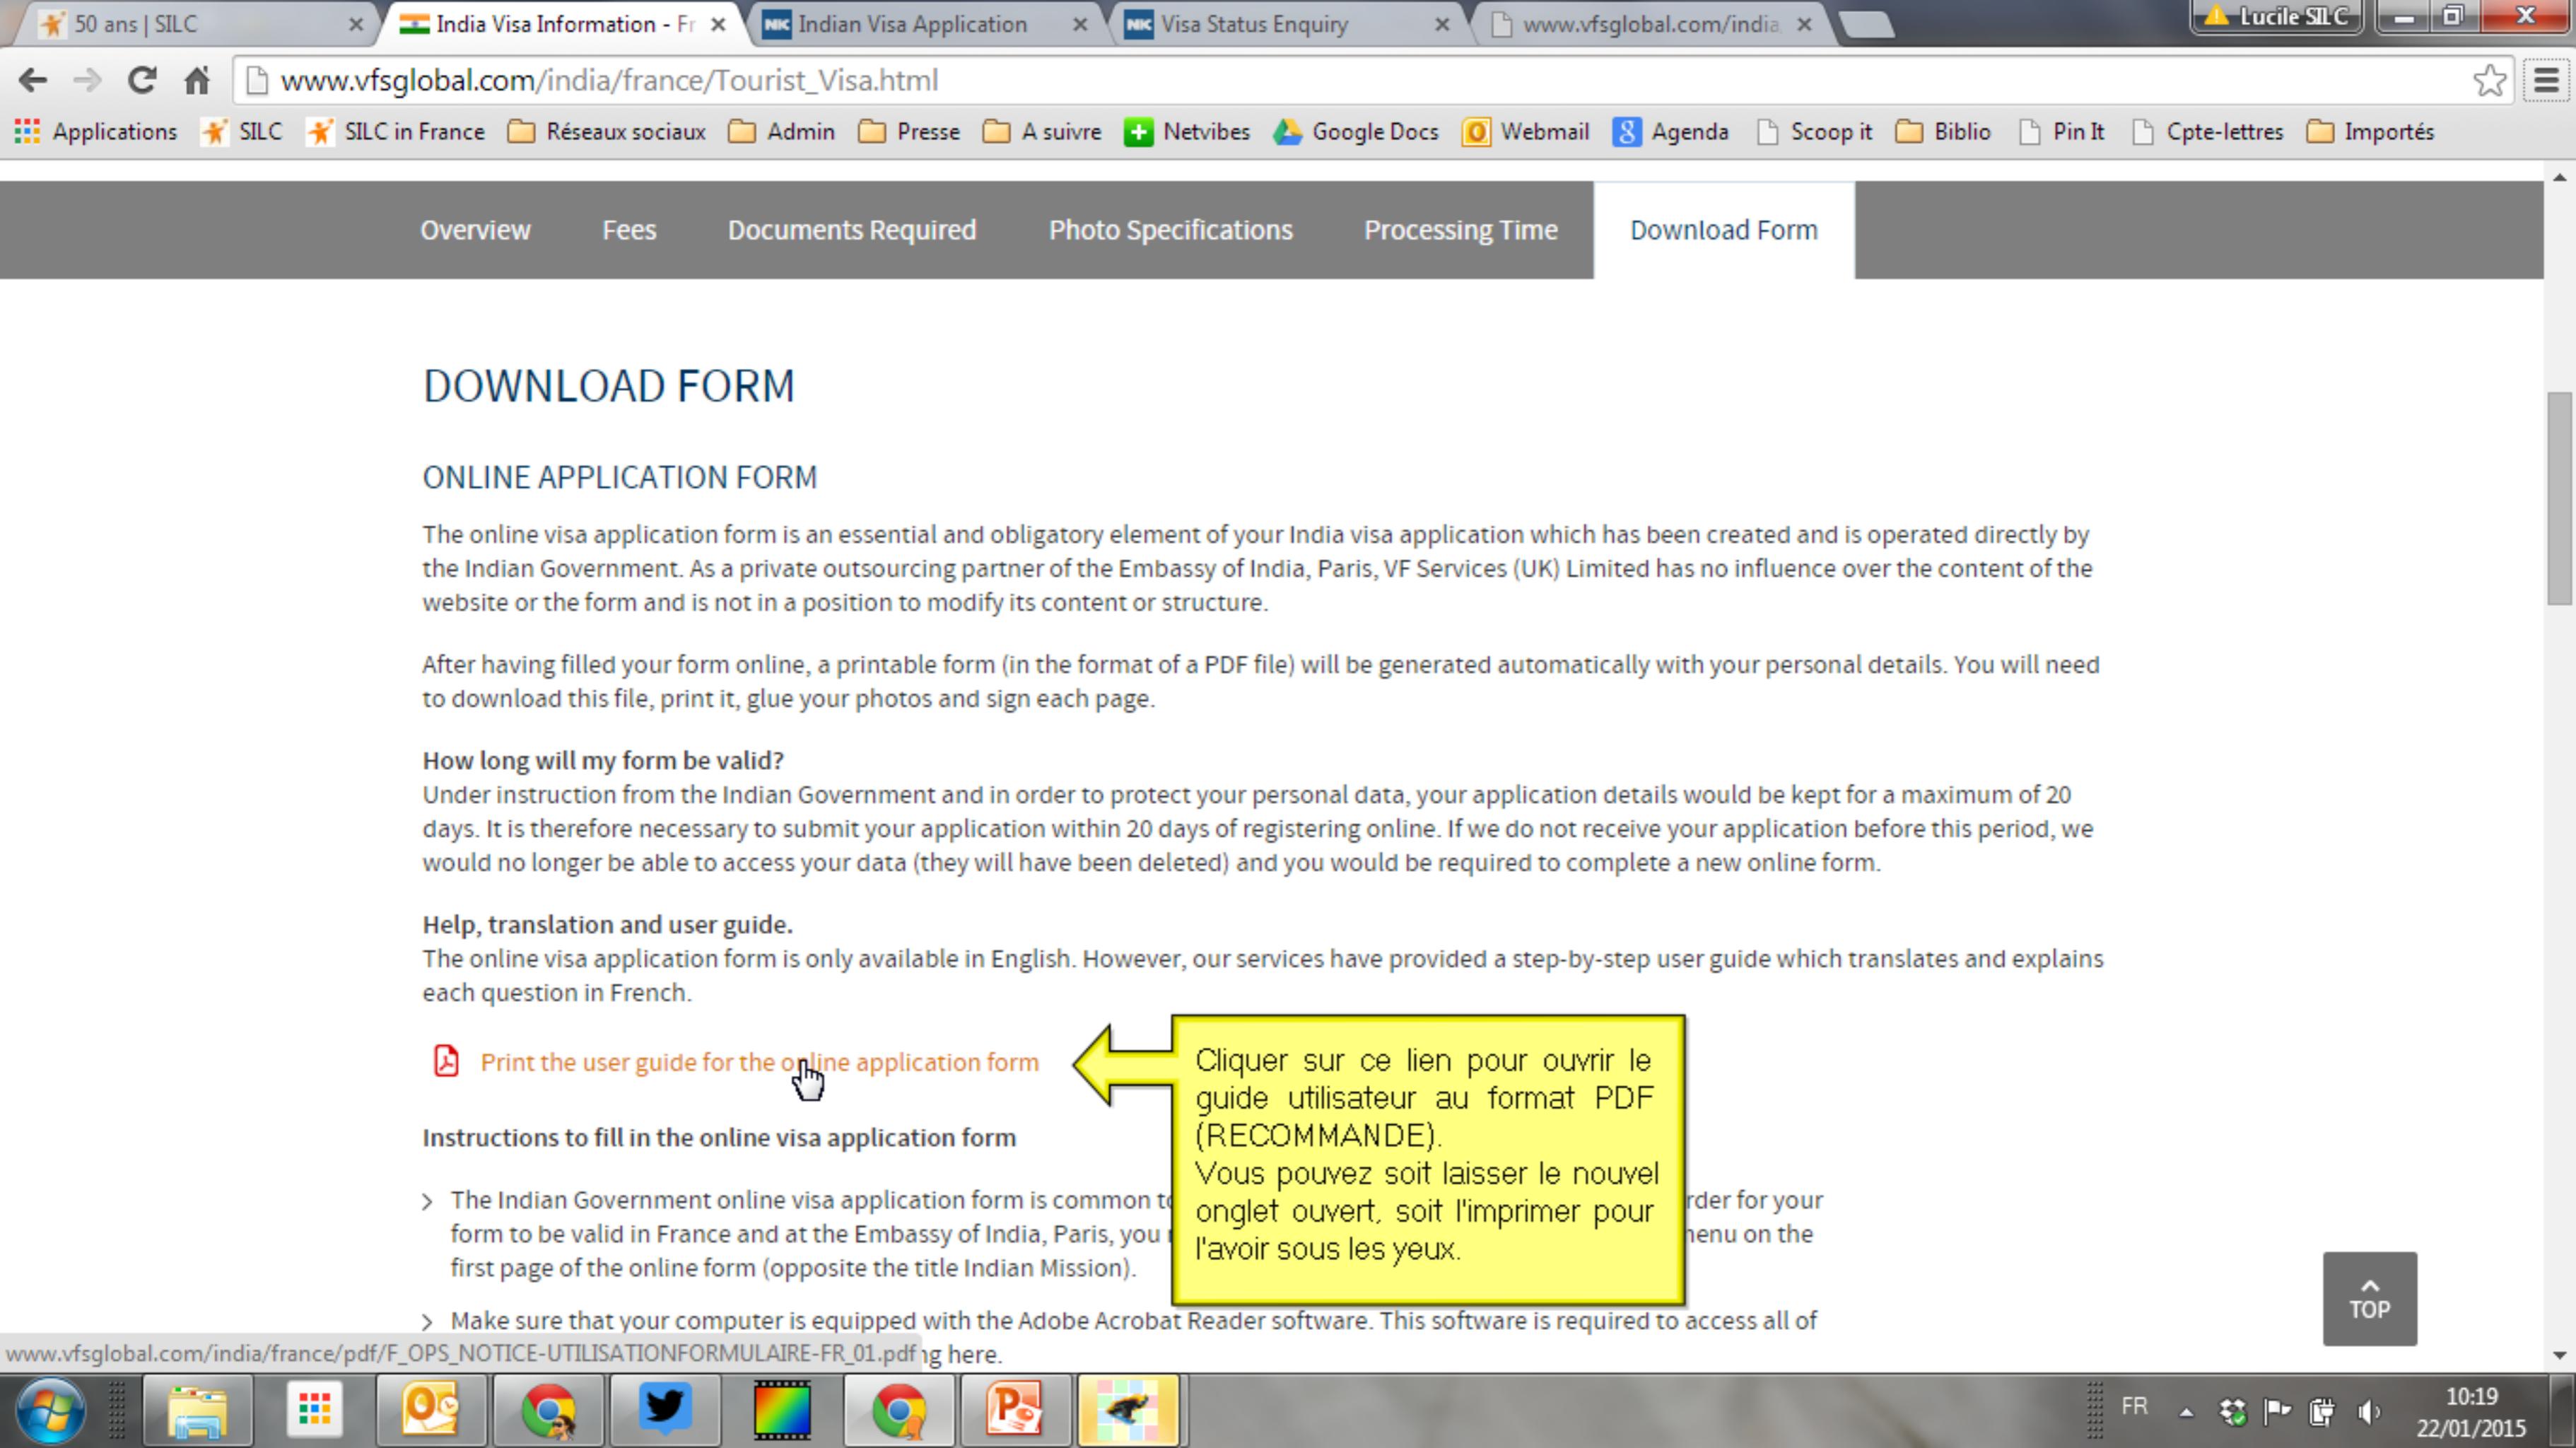 50 ans | SILC
India Visa Information - Fr
Indian Visa Application
Visa Status Enquiry
www.vfsglobal.com/india
Lucile SILC
www.vfsglobal.com/india/france/Tourist_Visa.html
Applications SILC SILC in France Réseaux sociaux Admin Presse A suivre Netvibes Google Docs Webmail Agenda Scoop it Biblio Pin It Cpte-lettres Importés
Overview Fees Documents Required Photo Specifications Processing Time Download Form
DOWNLOAD FORM
ONLINE APPLICATION FORM
The online visa application form is an essential and obligatory element of your India visa application which has been created and is operated directly by
the Indian Government. As a private outsourcing partner of the Embassy of India, Paris, VF Services (UK) Limited has no influence over the content of the
website or the form and is not in a position to modify its content or structure.
After having filled your form online, a printable form (in the format of a PDF file) will be generated automatically with your personal details. You will need
to download this file, print it, glue your photos and sign each page.
How long will my form be valid?
Under instruction from the Indian Government and in order to protect your personal data, your application details would be kept for a maximum of 20
days. It is therefore necessary to submit your application within 20 days of registering online. If we do not receive your application before this period, we
would no longer be able to access your data (they will have been deleted) and you would be required to complete a new online form.
Help, translation and user guide.
The online visa application form is only available in English. However, our services have provided a step-by-step user guide which translates and explains
each question in French.
Print the user guide for the online application form
Cliquer sur ce lien pour ouvrir le
guide utilisateur au format PDF
(RECOMMANDE).
Vous pouvez soit laisser le nouvel
onglet ouvert, soit l'imprimer pour
l'avoir sous les yeux.
Instructions to fill in the online visa application form
The Indian Government online visa application form is common to rder for your
form to be valid in France and at the Embassy of India, Paris, you enu on the
first page of the online form (opposite the title Indian Mission).
Make sure that your computer is equipped with the Adobe Acrobat Reader software. This software is required to access all of
ng here.
TOP
www.vfsglobal.com/india/france/pdf/F_OPS_NOTICE-UTILISATIONFORMULAIRE-FR_01.pdf
FR
10:19
22/01/2015